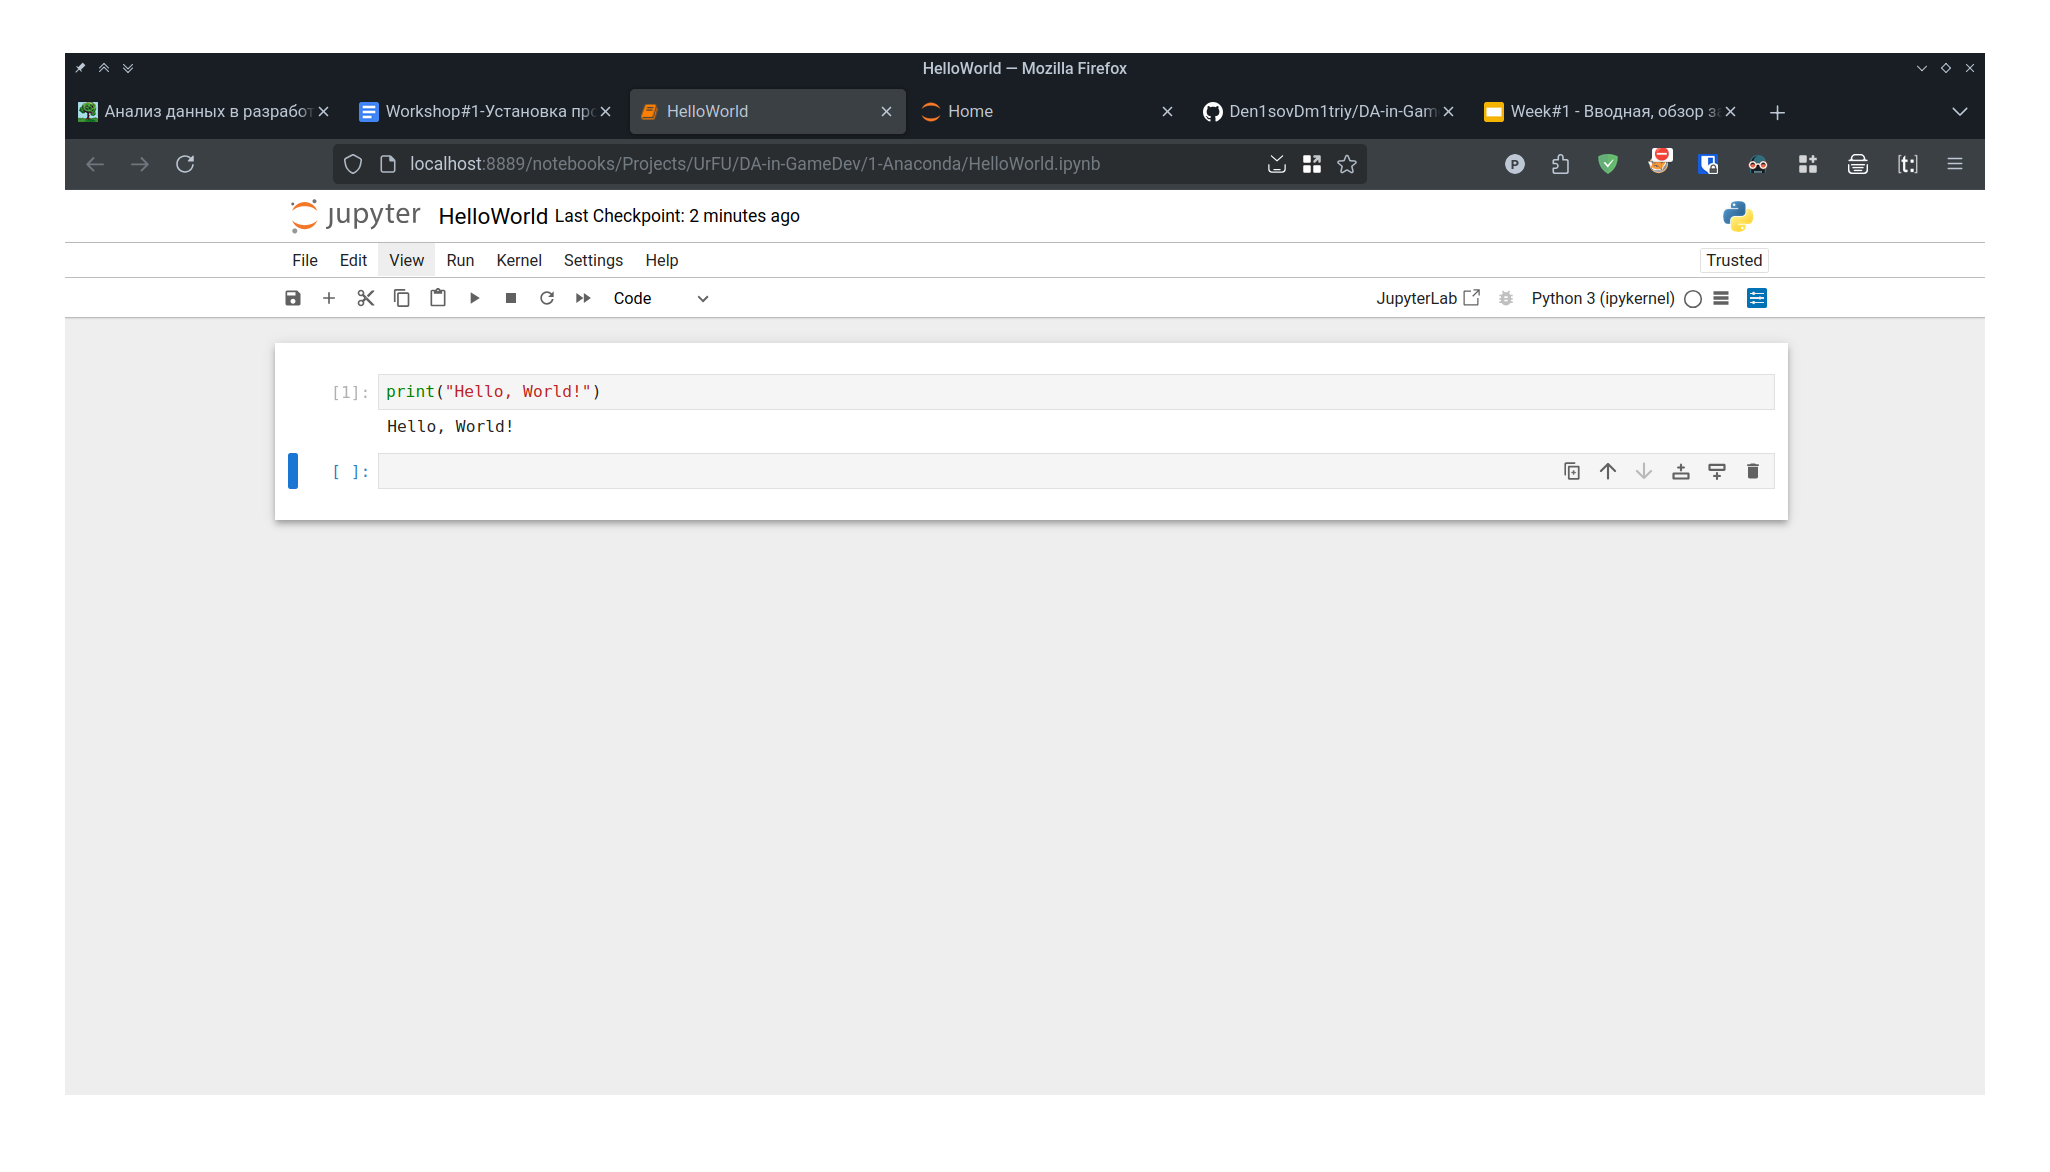 HelloWorld — Mozilla Firefox
Анализ данных в разработ
Workshop#1-Установка прс
HelloWorld
Home
Den1sovDm1triy/DA-in-Gam
Week#1 - Вводная, обзор за
localhost:8889/notebooks/Projects/UrFU/DA-in-GameDev/1-Anaconda/HelloWorld.ipynb
P
[t:]
jupyter HelloWorld Last Checkpoint: 2 minutes ago
File Edit View Run Kernel Settings Help Trusted
Code JupyterLab Python 3 (ipykernel)
[1]: print("Hello, World!")
Hello, World!
[ ]: